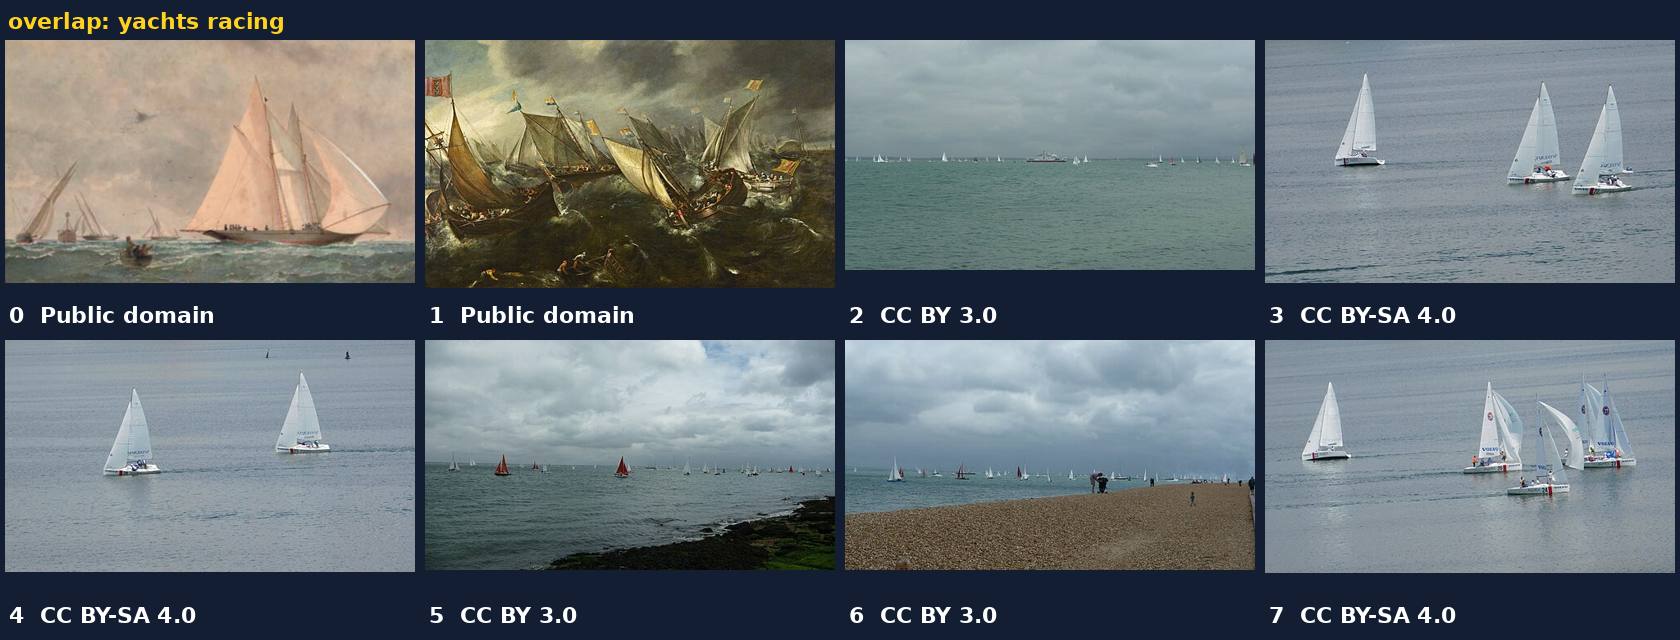 overlap: yachts racing
0 Public domain
1 Public domain
2 CC BY 3.0
3 CC BY-SA 4.0
4 CC BY-SA 4.0
5 CC BY 3.0
6 CC BY 3.0
7 CC BY-SA 4.0